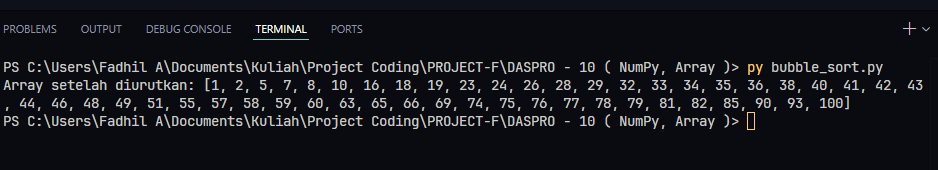 PROBLEMS OUTPUT DEBUG CONSOLE TERMINAL PORTS
PS C:\Users\Fadhil A\Documents\Kuliah\Project Coding\PROJECT-F\DASPRO - 10 ( NumPy, Array )> py bubble_sort.py
Array setelah diurutkan: [1, 2, 5, 7, 8, 10, 16, 18, 19, 23, 24, 26, 28, 29, 32, 33, 34, 35, 36, 38, 40, 41, 42, 43
, 44, 46, 48, 49, 51, 55, 57, 58, 59, 60, 63, 65, 66, 69, 74, 75, 76, 77, 78, 79, 81, 82, 85, 90, 93, 100]
PS C:\Users\Fadhil A\Documents\Kuliah\Project Coding\PROJECT-F\DASPRO - 10 ( NumPy, Array )>